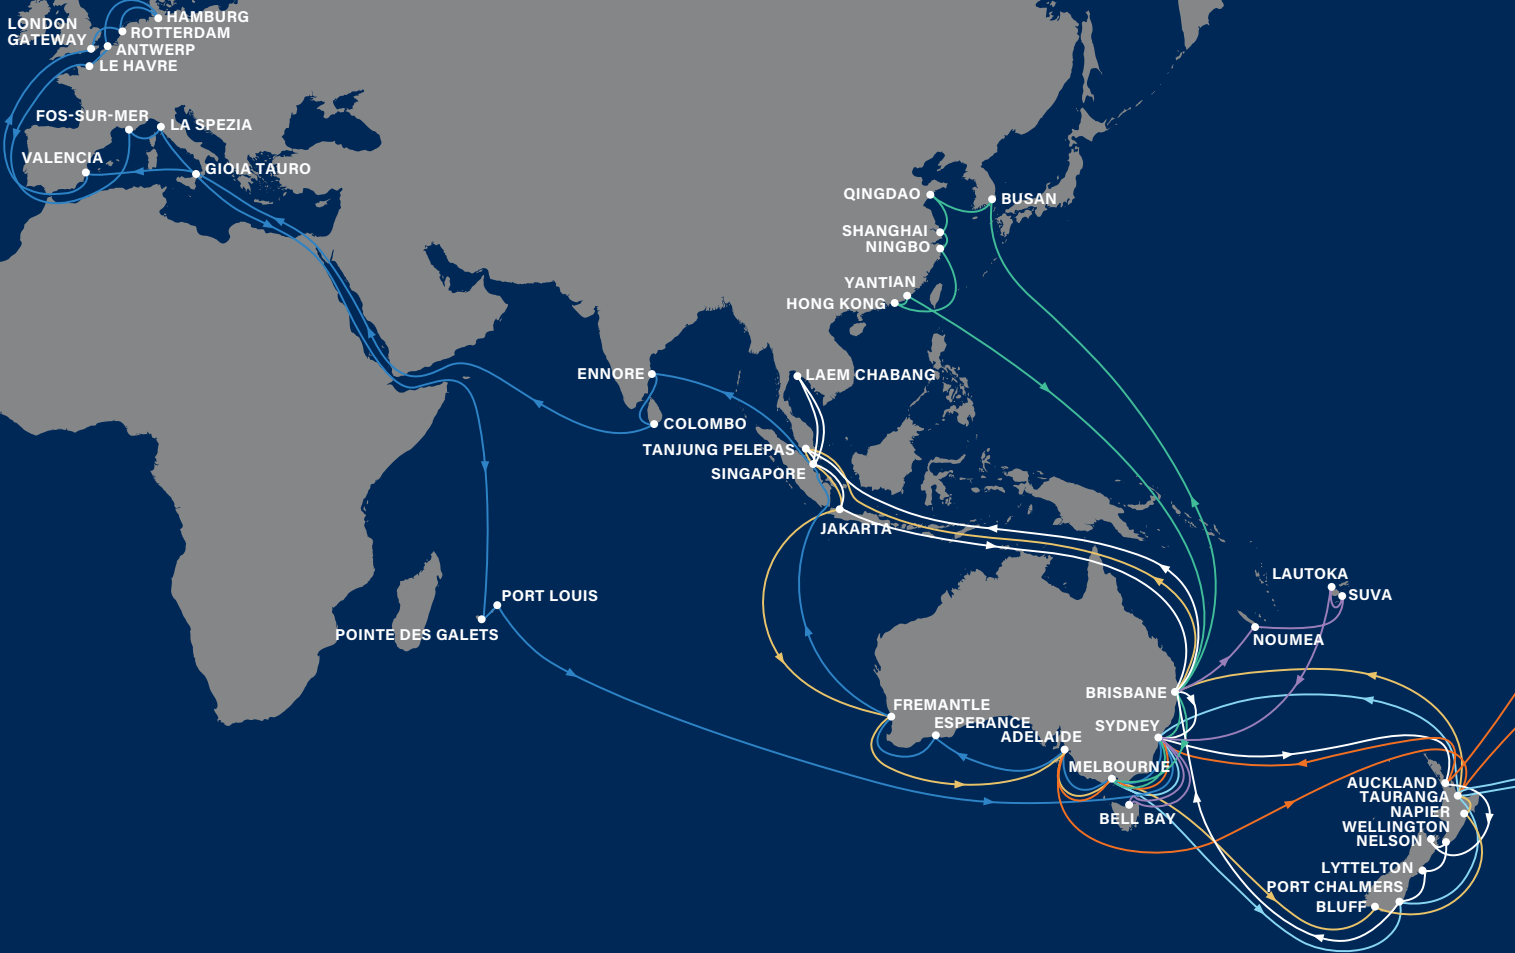 HAMBURG
LONDON
GATEWAY
ROTTERDAM
ANTWERP
LE HAVRE
FOS-SUR-MER
LA SPEZIA
VALENCIA
GIOIA TAURO
QINGDAO
BUSAN
SHANGHAI
NINGBO
YANTIAN
HONG KONG
ENNORE
LAEM CHABANG
COLOMBO
TANJUNG PELEPAS
SINGAPORE
JAKARTA
LAUTOKA
SUVA
PORT LOUIS
POINTE DES GALETS
NOUMEA
BRISBANE
FREMANTLE
ESPERANCE
SYDNEY
ADELAIDE
MELBOURNE
AUCKLAND
TAURANGA
NAPIER
BELL BAY
WELLINGTON
NELSON
LYTTELTON
PORT CHALMERS
BLUFF